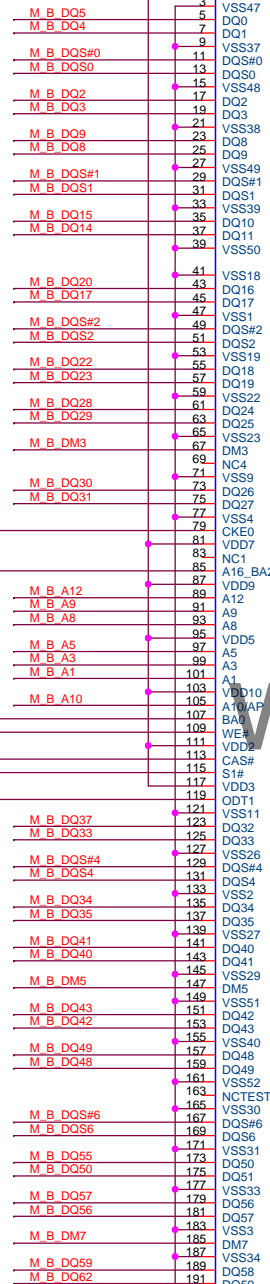 3 VSS47
M_B_DQ5 5 DQ0
M_B_DQ4 7 DQ1
9 VSS37
M_B_DQS#0 11 DQS#0
M_B_DQS0 13 DQS0
15 VSS48
M_B_DQ2 17 DQ2
M_B_DQ3 19 DQ3
21 VSS38
M_B_DQ9 23 DQ8
M_B_DQ8 25 DQ9
27 VSS49
M_B_DQS#1 29 DQS#1
M_B_DQS1 31 DQS1
33 VSS39
M_B_DQ15 35 DQ10
M_B_DQ14 37 DQ11
39 VSS50
41 VSS18
M_B_DQ20 43 DQ16
M_B_DQ17 45 DQ17
47 VSS1
M_B_DQS#2 49 DQS#2
M_B_DQS2 51 DQS2
53 VSS19
M_B_DQ22 55 DQ18
M_B_DQ23 57 DQ19
59 VSS22
M_B_DQ28 61 DQ24
M_B_DQ29 63 DQ25
65 VSS23
M_B_DM3 67 DM3
69 NC4
71 VSS9
M_B_DQ30 73 DQ26
M_B_DQ31 75 DQ27
77 VSS4
79 CKE0
81 VDD7
83 NC1
85 A16_BA2
87 VDD9
M_B_A12 89 A12
M_B_A9 91 A9
M_B_A8 93 A8
95 VDD5
M_B_A5 97 A5
M_B_A3 99 A3
M_B_A1 101 A1
103 VDD10
M_B_A10 105 A10/AP
107 BA0
109 WE#
111 VDD2
113 CAS#
115 S1#
117 VDD3
119 ODT1
121 VSS11
M_B_DQ37 123 DQ32
M_B_DQ33 125 DQ33
127 VSS26
M_B_DQS#4 129 DQS#4
M_B_DQS4 131 DQS4
133 VSS2
M_B_DQ34 135 DQ34
M_B_DQ35 137 DQ35
139 VSS27
M_B_DQ41 141 DQ40
M_B_DQ40 143 DQ41
145 VSS29
M_B_DM5 147 DM5
149 VSS51
M_B_DQ43 151 DQ42
M_B_DQ42 153 DQ43
155 VSS40
M_B_DQ49 157 DQ48
M_B_DQ48 159 DQ49
161 VSS52
163 NCTEST
165 VSS30
M_B_DQS#6 167 DQS#6
M_B_DQS6 169 DQS6
171 VSS31
M_B_DQ55 173 DQ50
M_B_DQ50 175 DQ51
177 VSS33
M_B_DQ57 179 DQ56
M_B_DQ56 181 DQ57
183 VSS3
M_B_DM7 185 DM7
187 VSS34
M_B_DQ59 189 DQ58
M_B_DQ62 191 DQ59